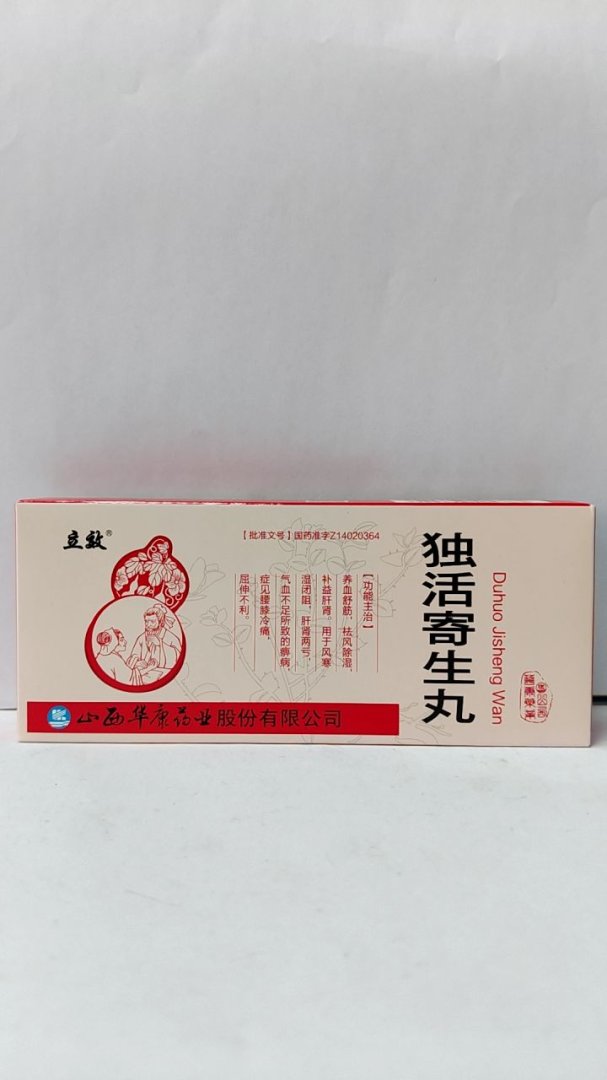 立效®
【批准文号】国药准字Z14020364
独活寄生丸
Duhuo Jisheng Wan
【功能主治】
养血舒筋，祛风除湿，
补益肝肾。用于风寒
湿闭阻，肝肾两亏，
气血不足所致的痹病，
症见腰膝冷痛，
屈伸不利。
山西华康药业股份有限公司